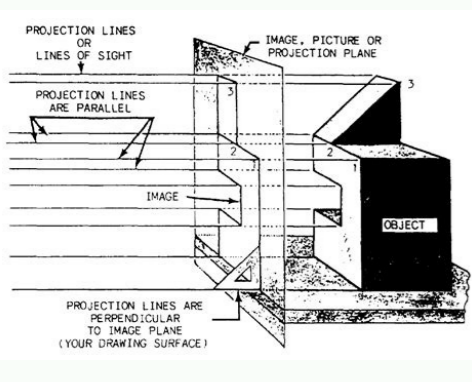 PROJECTION LINES
OR
LINES OF SIGHT
IMAGE, PICTURE OR
PROJECTION PLANE
PROJECTION LINES
ARE PARALLEL
3
3
2
1
2
1
IMAGE
OBJECT
PROJECTION LINES ARE
PERPENDICULAR
TO IMAGE PLANE
(YOUR DRAWING SURFACE)